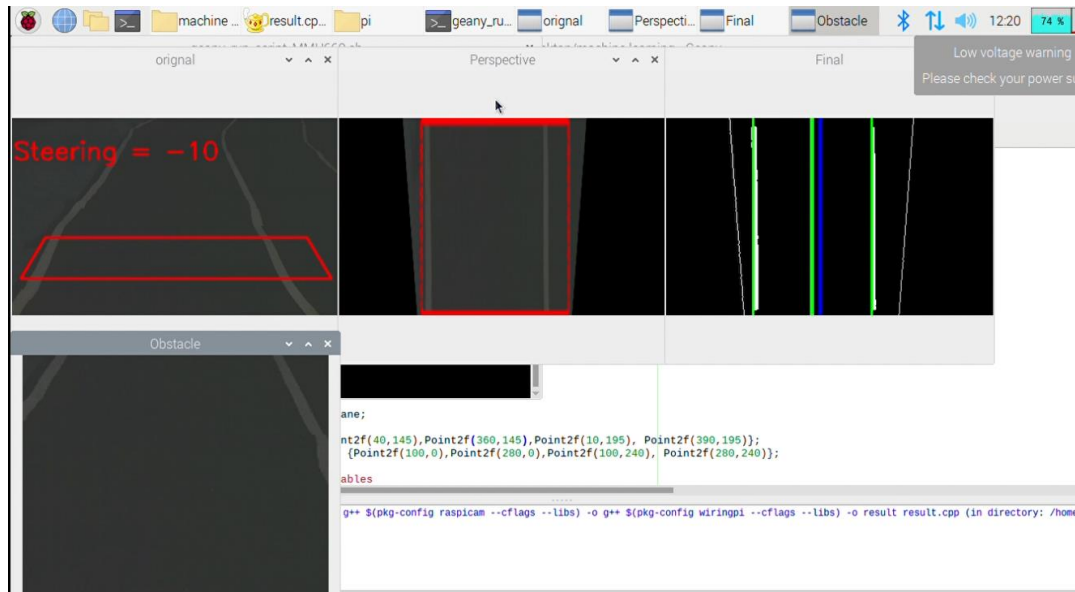 machine ... result.cp... pi geany_ru... orignal Perspecti... Final Obstacle 12:20 74 %
Low voltage warning
Please check your power s
orignal Perspective Final
Steering = -10
Obstacle
ane;
nt2f(40,145),Point2f(360,145),Point2f(10,195), Point2f(390,195)};
{Point2f(100,0),Point2f(280,0),Point2f(100,240), Point2f(280,240)};
ables
g++ $(pkg-config raspicam --cflags --libs) -o g++ $(pkg-config wiringpi --cflags --libs) -o result result.cpp (in directory: /home